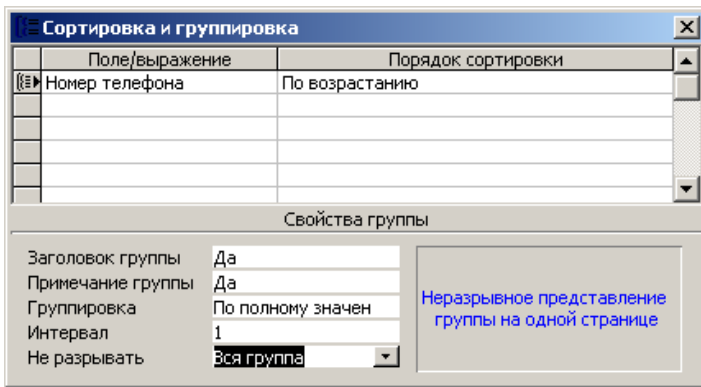 Сортировка и группировка
Поле/выражение Порядок сортировки
Номер телефона По возрастанию
Свойства группы
Заголовок группы Да
Примечание группы Да
Группировка По полному значен
Интервал 1
Не разрывать Вся группа
Неразрывное представление
группы на одной странице